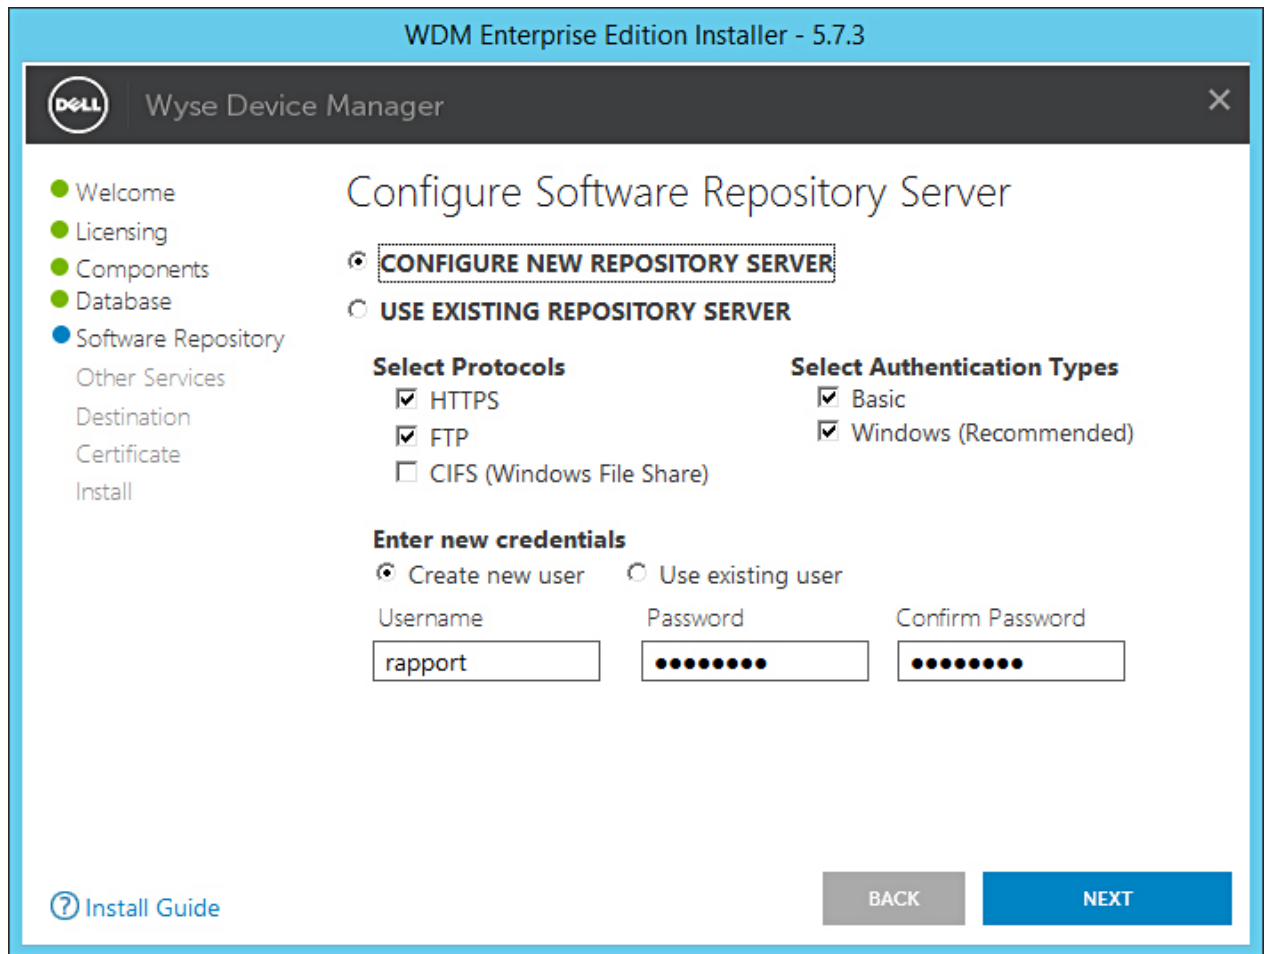 WDM Enterprise Edition Installer - 5.7.3
DELL Wyse Device Manager
Welcome
Licensing
Components
Database
Software Repository
Other Services
Destination
Certificate
Install
Configure Software Repository Server
CONFIGURE NEW REPOSITORY SERVER
USE EXISTING REPOSITORY SERVER
Select Protocols
HTTPS
FTP
CIFS (Windows File Share)
Select Authentication Types
Basic
Windows (Recommended)
Enter new credentials
Create new user Use existing user
Username Password Confirm Password
rapport ●●●●●●●● ●●●●●●●●
? Install Guide
BACK NEXT